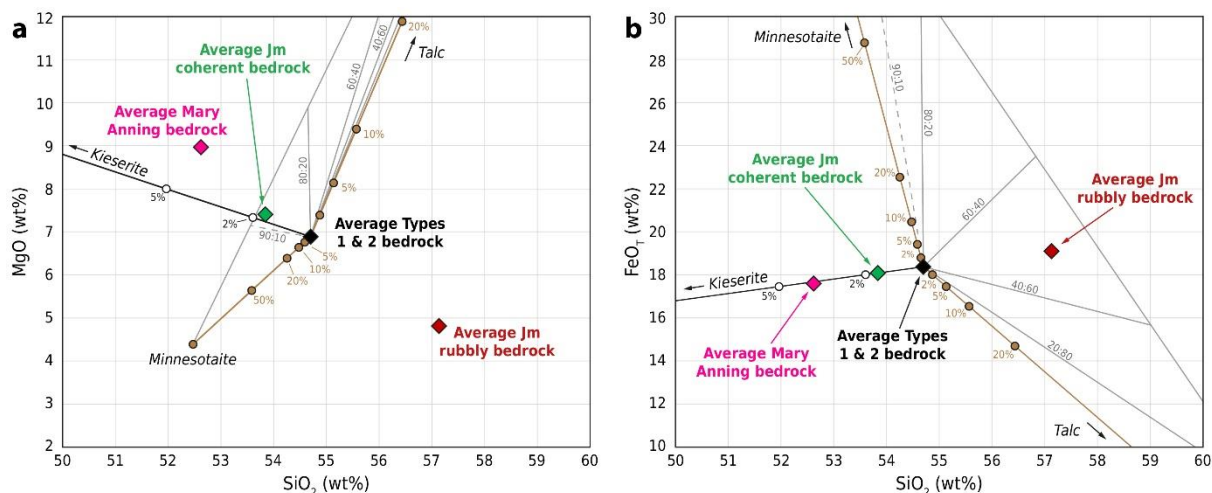 a
MgO (wt%)
12
11
10
9
8
7
6
5
4
3
2
50
51
52
53
54
55
56
57
58
59
60
SiO₂ (wt%)
Average Jm
coherent bedrock
Average Mary
Anning bedrock
Kieserite
5%
2%
90:10
80:20
60:40
40:60
20%
Talc
10%
5%
Average Types
1 & 2 bedrock
5%
10%
20%
50%
Minnesotaite
Average Jm
rubbly bedrock
b
FeO_T (wt%)
30
28
26
24
22
20
18
16
14
12
10
50
51
52
53
54
55
56
57
58
59
60
SiO₂ (wt%)
Minnesotaite
50%
90:10
80:20
20%
10%
5%
2%
60:40
Average Jm
coherent bedrock
Average Jm
rubbly bedrock
Kieserite
5%
2%
2%
5%
10%
20%
40:60
20:80
Average Mary
Anning bedrock
Average Types
1 & 2 bedrock
Talc